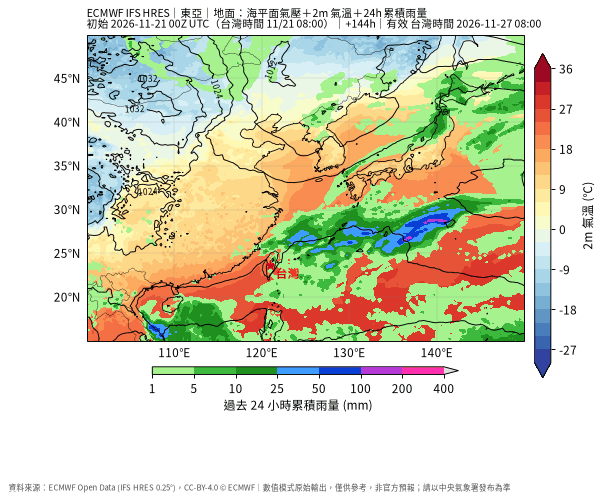 ECMWF IFS HRES｜東亞｜地面：海平面氣壓＋2m 氣溫＋24h 累積雨量
初始 2026-11-21 00Z UTC（台灣時間 11/21 08:00）｜+144h｜有效 台灣時間 2026-11-27 08:00
45°N
40°N
35°N
30°N
25°N
20°N
110°E
120°E
130°E
140°E
1032
1032
1024
1024
台灣
36
27
18
9
0
-9
-18
-27
2m 氣溫 (°C)
1
5
10
25
50
100
200
400
過去 24 小時累積雨量 (mm)
資料來源：ECMWF Open Data (IFS HRES 0.25°)，CC-BY-4.0 © ECMWF｜數值模式原始輸出，僅供參考，非官方預報；請以中央氣象署發布為準